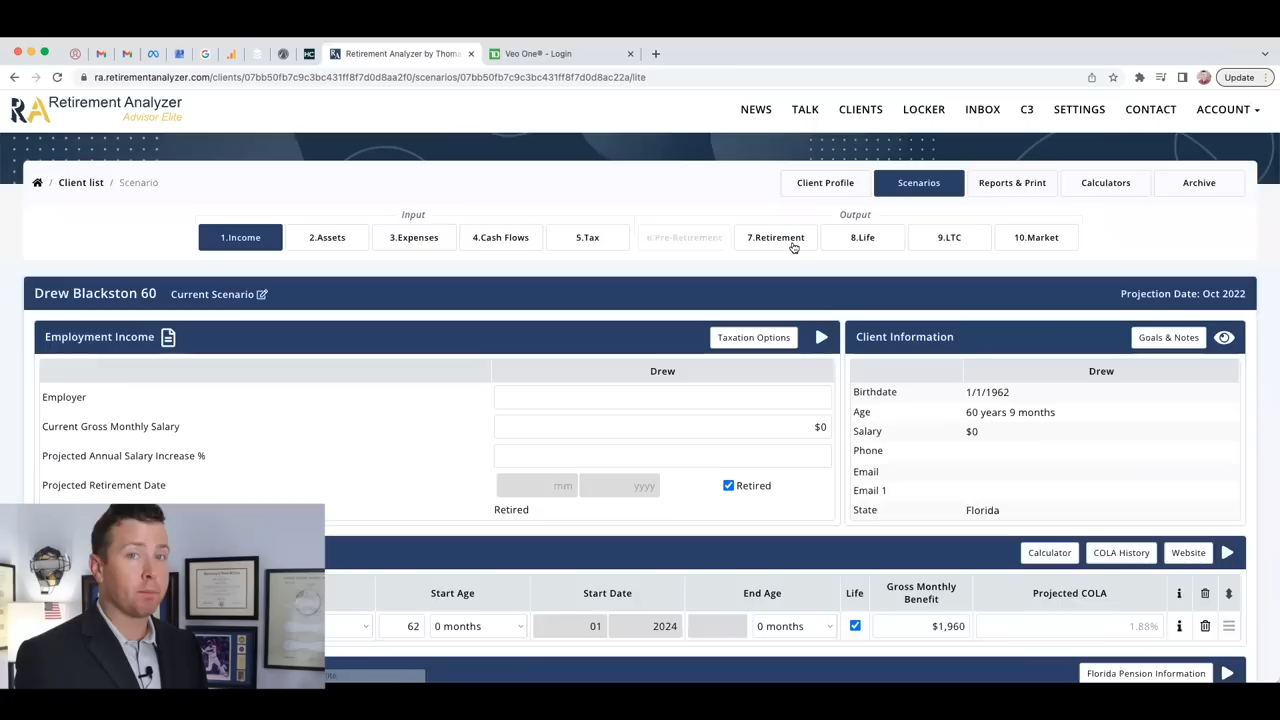 Retirement Analyzer by Thoma
Veo One® - Login
ra.retirementanalyzer.com/clients/07bb50fb7c9c3bc431ff8f7d0d8aa2f0/scenarios/07bb50fb7c9c3bc431ff8f7d0d8ac22a/lite
Update
RA Retirement Analyzer
Advisor Elite
NEWS TALK CLIENTS LOCKER INBOX C3 SETTINGS CONTACT ACCOUNT
/ Client list / Scenario
Client Profile Scenarios Reports & Print Calculators Archive
Input Output
1.Income 2.Assets 3.Expenses 4.Cash Flows 5.Tax 6.Pre-Retirement 7.Retirement 8.Life 9.LTC 10.Market
Drew Blackston 60 Current Scenario Projection Date: Oct 2022
Employment Income Taxation Options
Drew
Employer
Current Gross Monthly Salary $0
Projected Annual Salary Increase %
Projected Retirement Date mm yyyy Retired
Retired
Client Information Goals & Notes
Drew
Birthdate 1/1/1962
Age 60 years 9 months
Salary $0
Phone
Email
Email 1
State Florida
Calculator COLA History Website
Start Age Start Date End Age Life Gross Monthly Benefit Projected COLA
62 0 months 01 2024 0 months $1,960 1.88%
Florida Pension Information